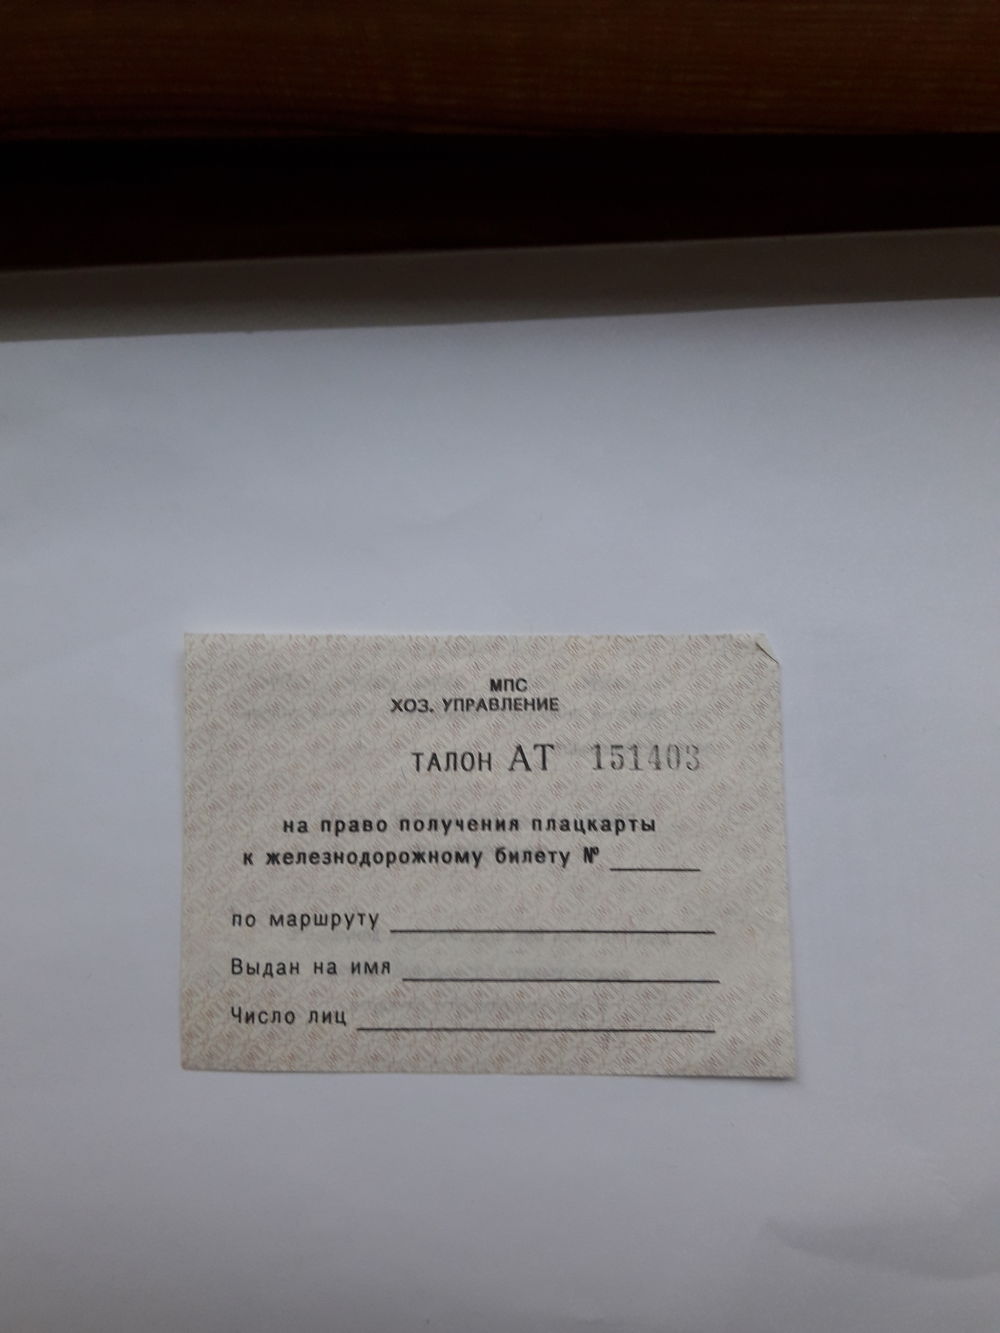 МПС
ХОЗ. УПРАВЛЕНИЕ
ТАЛОН АТ 151403
на право получения плацкарты
к железнодорожному билету №
по маршруту
Выдан на имя
Число лиц